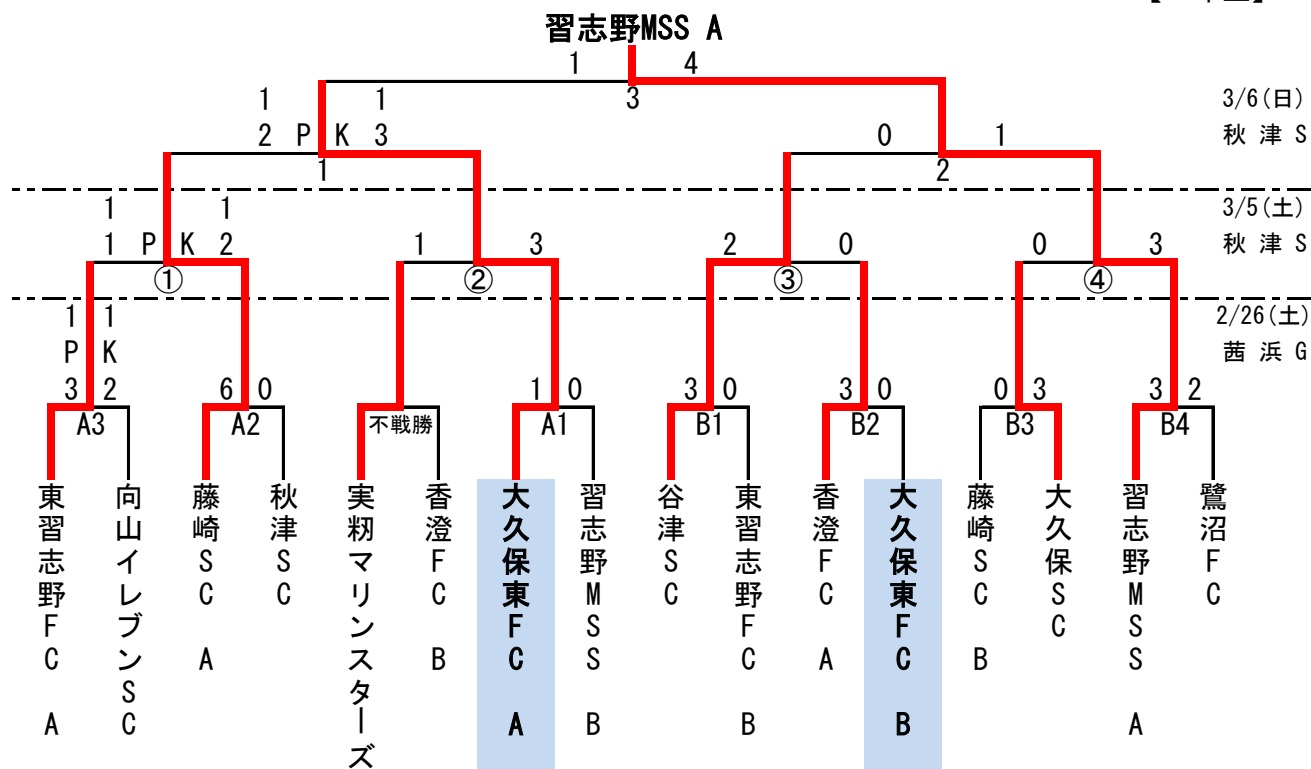 習志野MSS A
1 4
3
1 1
2 P K 3
1
0 1
2
3/6(日)
秋 津 S
1 1
1 P K 2
①
1 3
②
2 0
③
0 3
④
3/5(土)
秋 津 S
1 1
P K
3 2
A3
6 0
A2
不戦勝
1 0
A1
3 0
B1
3 0
B2
0 3
B3
3 2
B4
2/26(土)
茜 浜 G
東習志野FC A
向山イレブンSC
藤崎SC A
秋津SC
実籾マリンスターズ
香澄FC B
大久保東FC A
習志野MSS B
谷津SC
東習志野FC B
香澄FC A
大久保東FC B
藤崎SC B
大久保SC
習志野MSS A
鷺沼FC